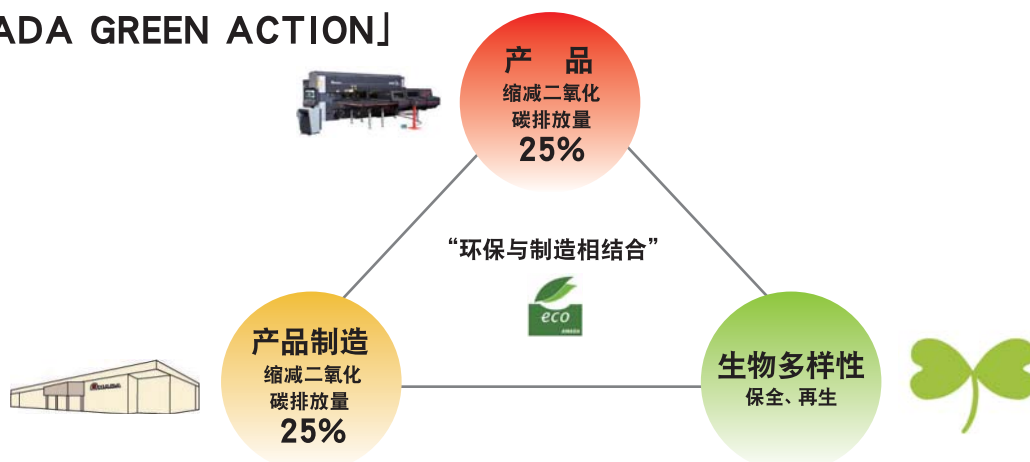 ADA GREEN ACTION」
产 品
缩减二氧化
碳排放量
25%
“环保与制造相结合”
eco
AMADA
产品制造
缩减二氧化
碳排放量
25%
AMADA
生物多样性
保全、再生